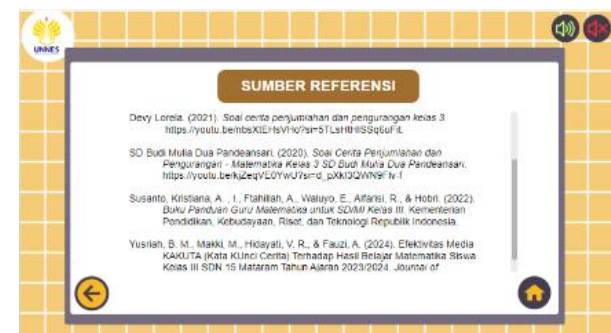 UNNES
SUMBER REFERENSI
Devy Lorela. (2021). Soal cerita penjumlahan dan pengurangan kelas 3.
SD Budi Mulia Dua Pandeansari. (2020). Soal Cerita Penjumlahan dan
Pengurangan - Matematika Kelas 3 SD Budi Mulia Dua Pandeansari.
Susanto, Kristiana, A. , I., Ftahillah, A., Waluyo, E., Alfarisi, R., & Hobri. (2022).
Buku Panduan Guru Matematika untuk SD/MI Kelas III. Kementerian
Pendidikan, Kebudayaan, Riset, dan Teknologi Republik Indonesia.
Yusriah, B. M., Makki, M., Hidayati, V. R., & Fauzi, A. (2024). Efektivitas Media
KAKUTA (Kata KUnci Cerita) Terhadap Hasil Belajar Matematika Siswa
Kelas III SDN 15 Mataram Tahun Ajaran 2023/2024. Journal of